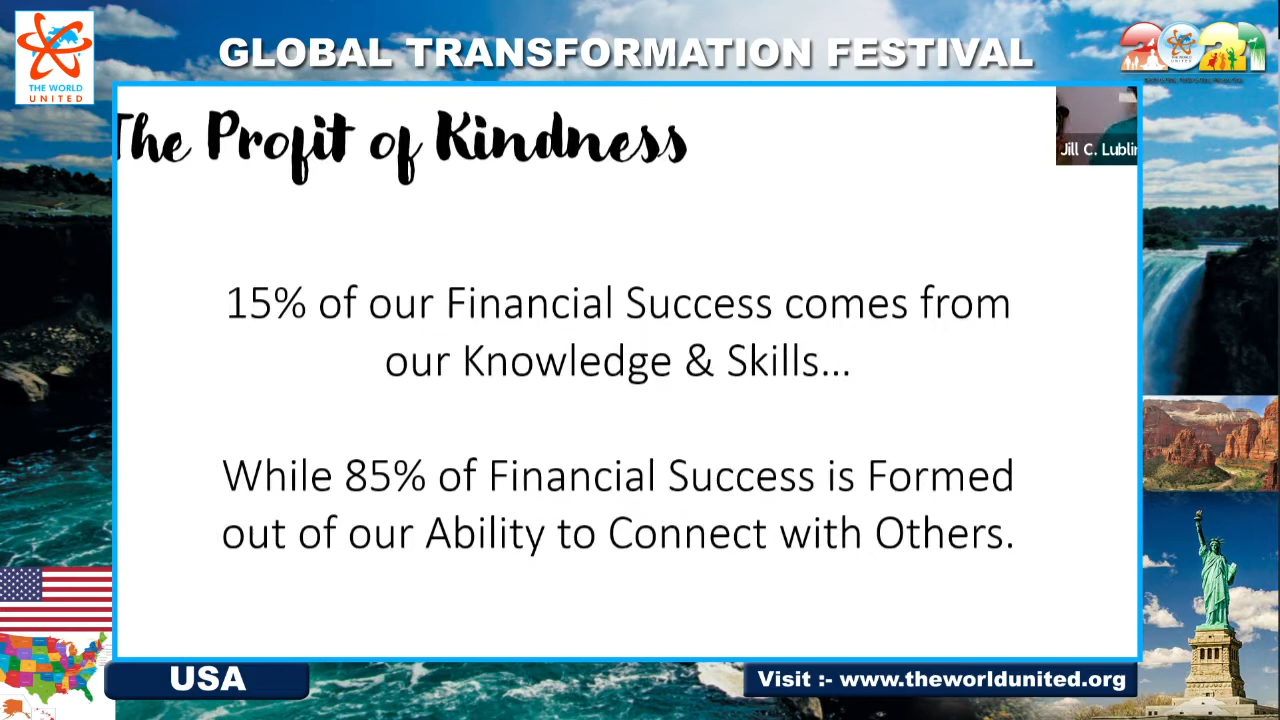 GLOBAL TRANSFORMATION FESTIVAL
THE WORLD
UNITED
2021
The Profit of Kindness
Jill C. Lublin
15% of our Financial Success comes from
our Knowledge & Skills...
While 85% of Financial Success is Formed
out of our Ability to Connect with Others.
USA
Visit :- www.theworldunited.org